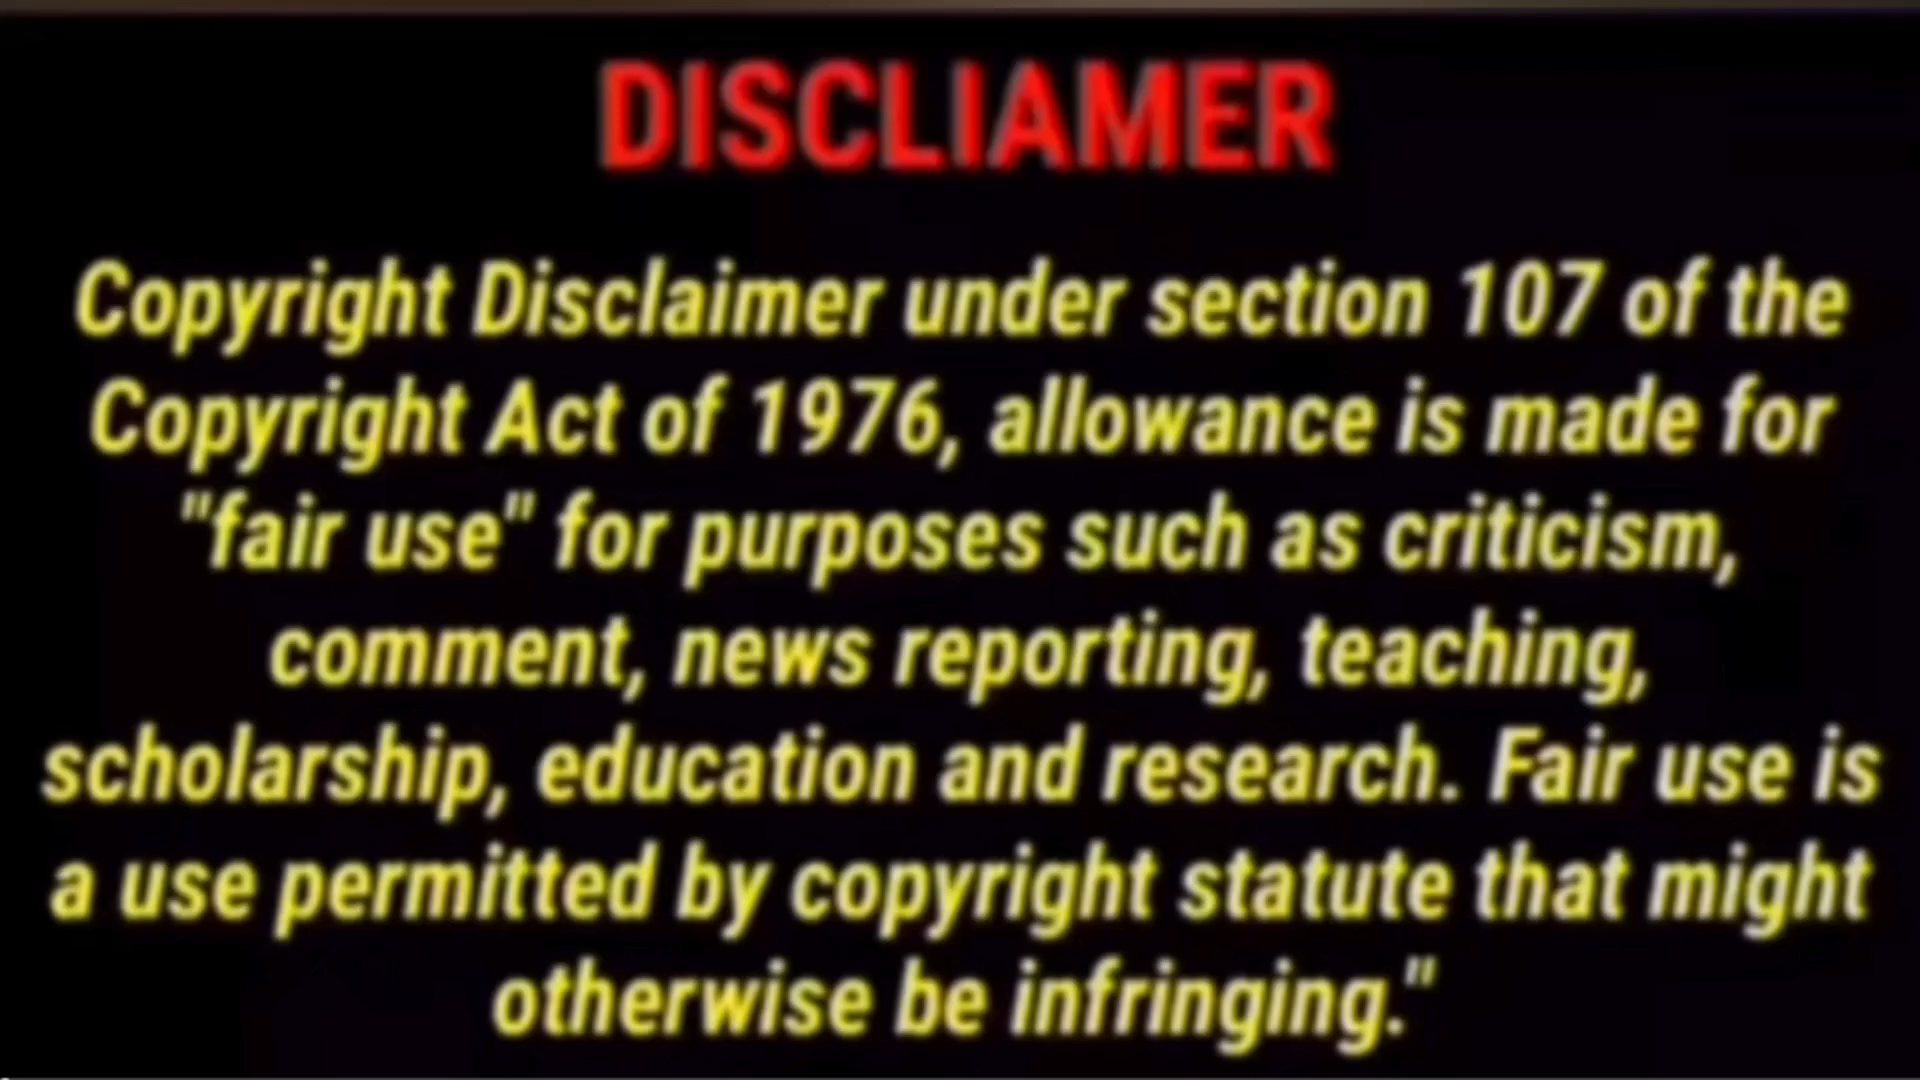 DISCLIAMER
Copyright Disclaimer under section 107 of the
Copyright Act of 1976, allowance is made for
"fair use" for purposes such as criticism,
comment, news reporting, teaching,
scholarship, education and research. Fair use is
a use permitted by copyright statute that might
otherwise be infringing."